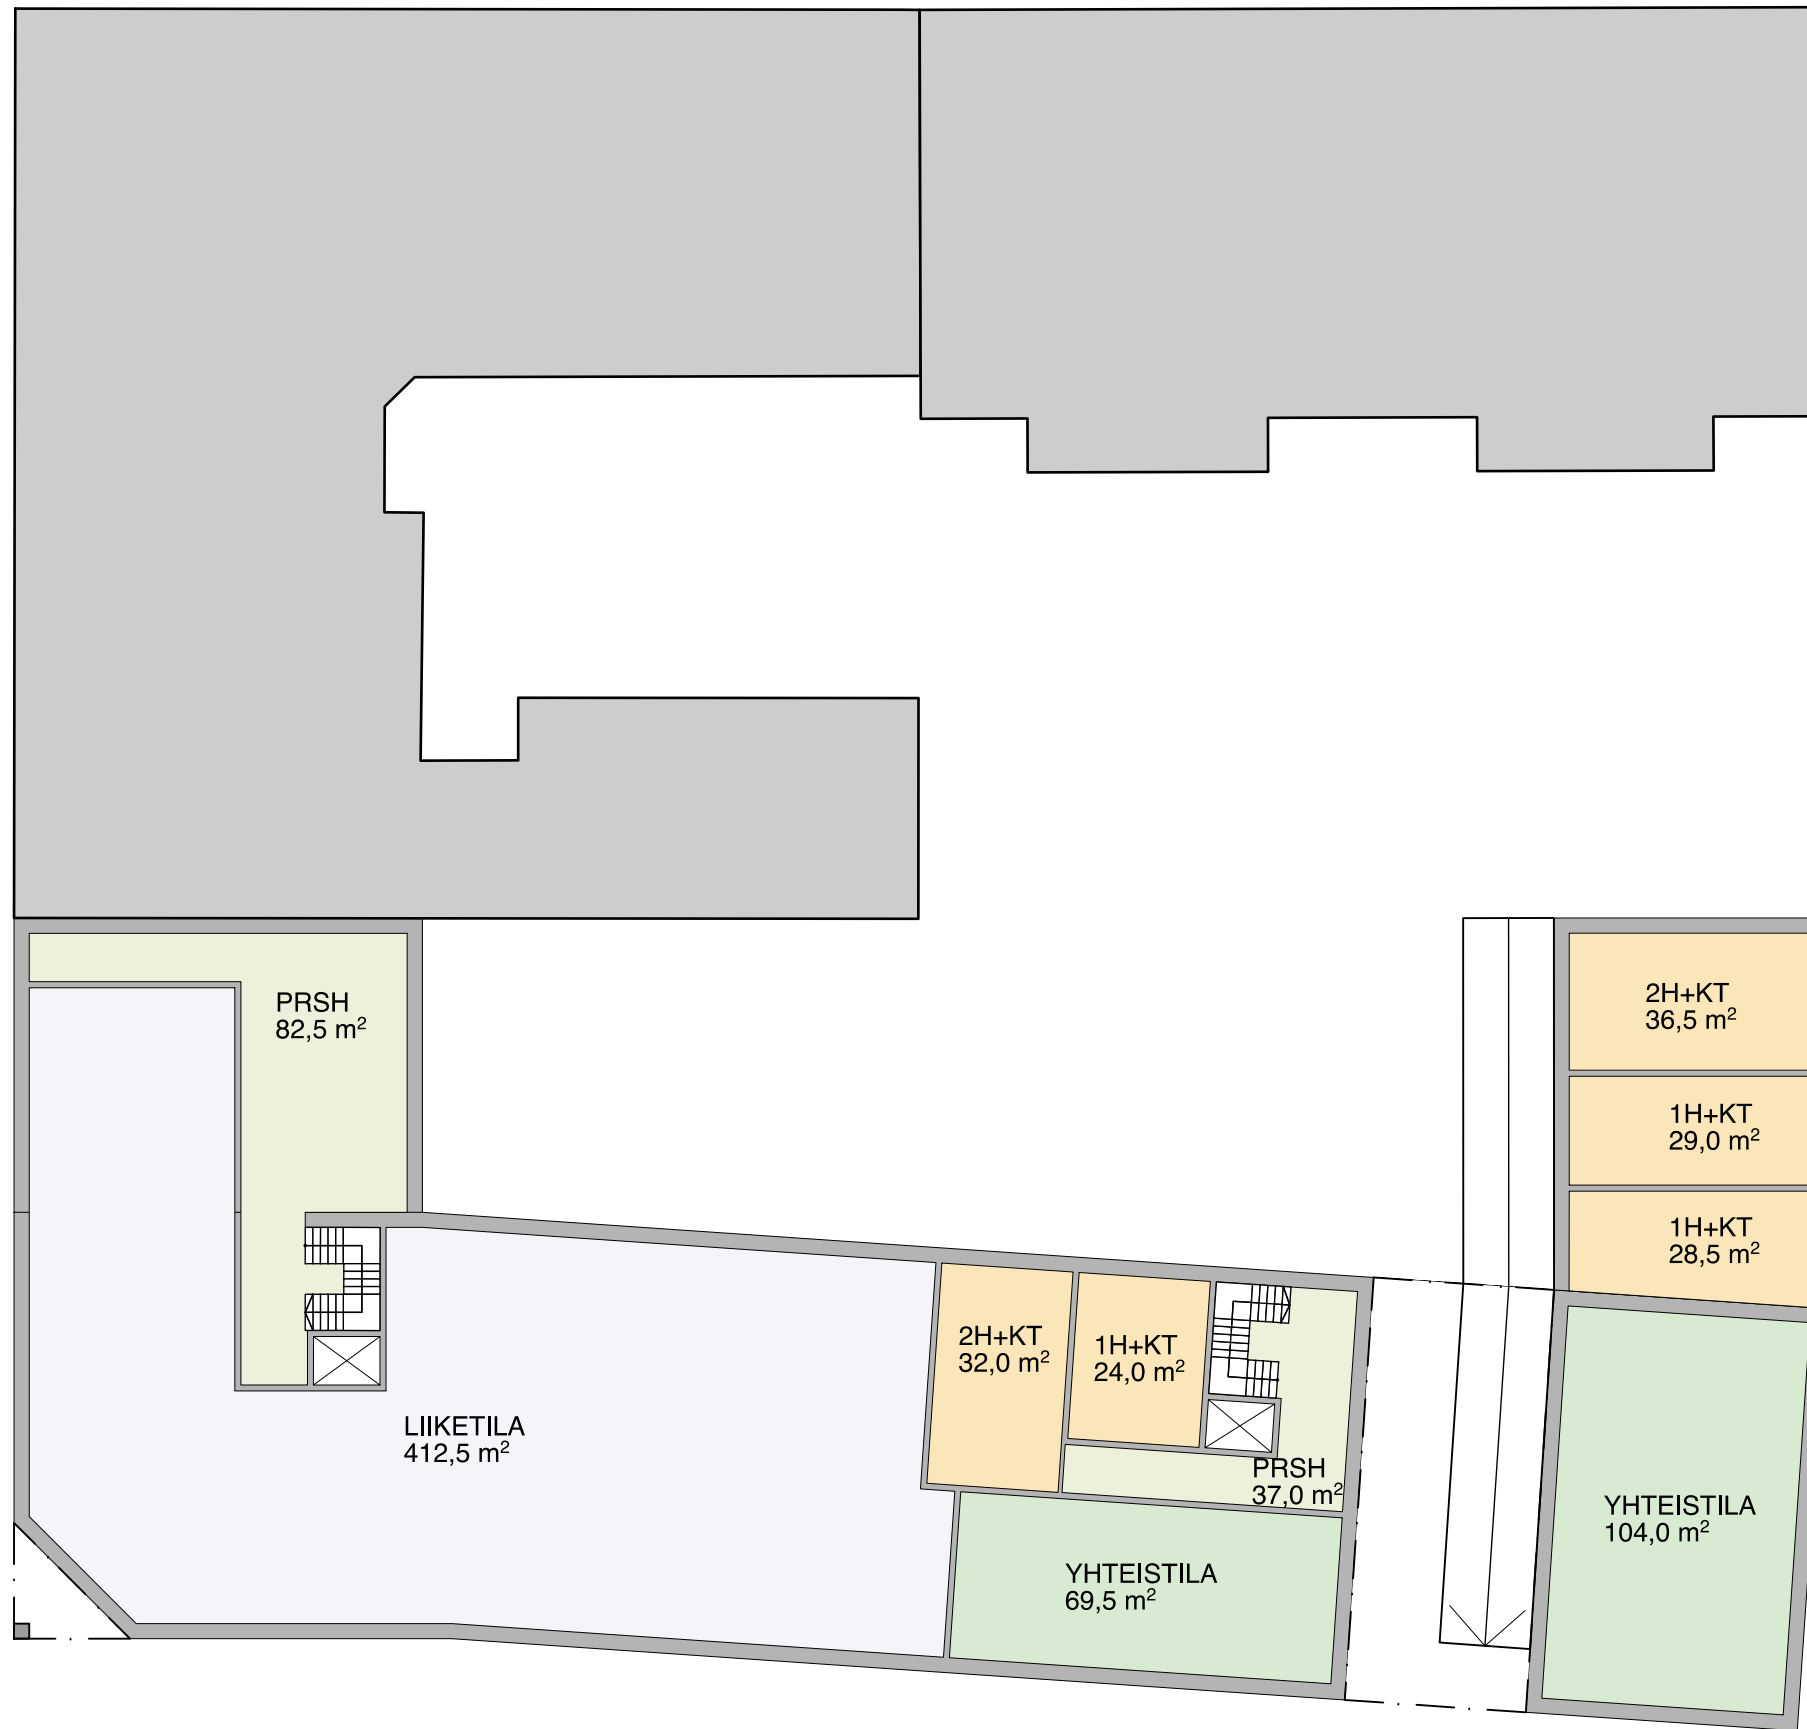 PRSH
82,5 m²
2H+KT
36,5 m²
1H+KT
29,0 m²
1H+KT
28,5 m²
2H+KT
32,0 m²
1H+KT
24,0 m²
LIIKETILA
412,5 m²
PRSH
37,0 m²
YHTEISTILA
104,0 m²
YHTEISTILA
69,5 m²